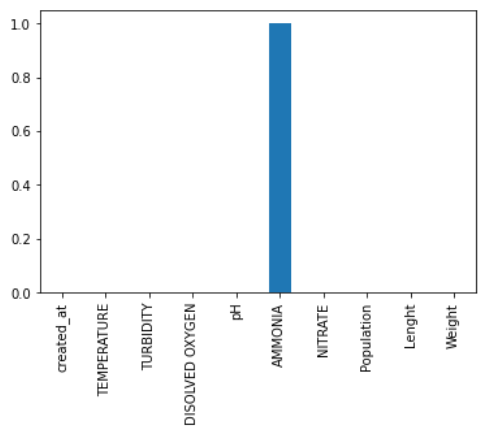 1.0
0.8
0.6
0.4
0.2
0.0
created_at
TEMPERATURE
TURBIDITY
DISOLVED OXYGEN
pH
AMMONIA
NITRATE
Population
Lenght
Weight